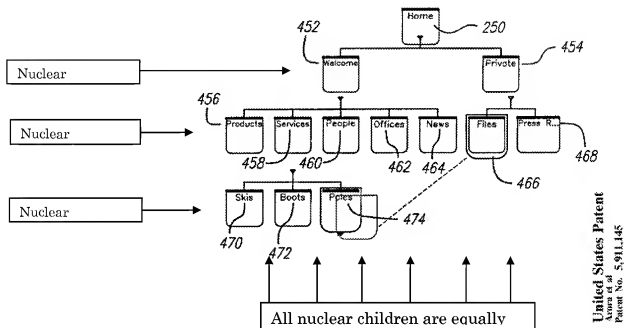 Home
250
452
454
Welcome
Private
Nuclear
456
Products
Services
People
Offices
News
Files
Press R...
458
460
462
464
466
468
Nuclear
Skis
Boots
Poles
470
472
474
Nuclear
All nuclear children are equally
United States Patent
et al
Patent No. 5,911,145